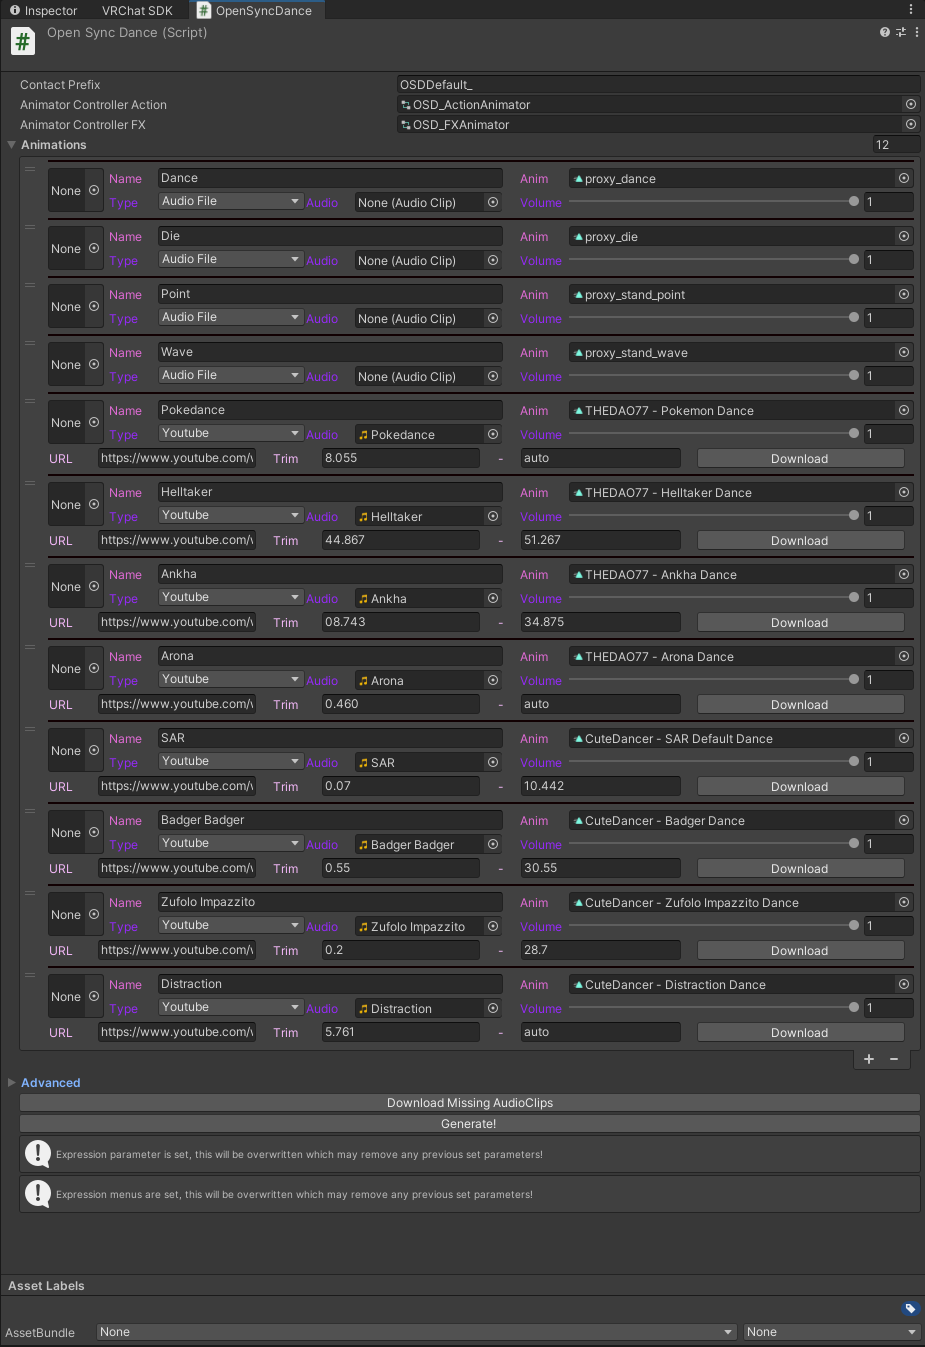 Inspector VRChat SDK OpenSyncDance
Open Sync Dance (Script)
Contact Prefix OSDDefault_
Animator Controller Action OSD_ActionAnimator
Animator Controller FX OSD_FXAnimator
Animations 12
None Name Dance Anim proxy_dance
Type Audio File Audio None (Audio Clip) Volume 1
None Name Die Anim proxy_die
Type Audio File Audio None (Audio Clip) Volume 1
None Name Point Anim proxy_stand_point
Type Audio File Audio None (Audio Clip) Volume 1
None Name Wave Anim proxy_stand_wave
Type Audio File Audio None (Audio Clip) Volume 1
None Name Pokedance Anim THEDAO77 - Pokemon Dance
Type Youtube Audio Pokedance Volume 1
URL https://www.youtube.com/ Trim 8.055 - auto Download
None Name Helltaker Anim THEDAO77 - Helltaker Dance
Type Youtube Audio Helltaker Volume 1
URL https://www.youtube.com/ Trim 44.867 - 51.267 Download
None Name Ankha Anim THEDAO77 - Ankha Dance
Type Youtube Audio Ankha Volume 1
URL https://www.youtube.com/ Trim 08.743 - 34.875 Download
None Name Arona Anim THEDAO77 - Arona Dance
Type Youtube Audio Arona Volume 1
URL https://www.youtube.com/ Trim 0.460 - auto Download
None Name SAR Anim CuteDancer - SAR Default Dance
Type Youtube Audio SAR Volume 1
URL https://www.youtube.com/ Trim 0.07 - 10.442 Download
None Name Badger Badger Anim CuteDancer - Badger Dance
Type Youtube Audio Badger Badger Volume 1
URL https://www.youtube.com/ Trim 0.55 - 30.55 Download
None Name Zufolo Impazzito Anim CuteDancer - Zufolo Impazzito Dance
Type Youtube Audio Zufolo Impazzito Volume 1
URL https://www.youtube.com/ Trim 0.2 - 28.7 Download
None Name Distraction Anim CuteDancer - Distraction Dance
Type Youtube Audio Distraction Volume 1
URL https://www.youtube.com/ Trim 5.761 - auto Download
+ -
Advanced
Download Missing AudioClips
Generate!
Expression parameter is set, this will be overwritten which may remove any previous set parameters!
Expression menus are set, this will be overwritten which may remove any previous set parameters!
Asset Labels
AssetBundle None None